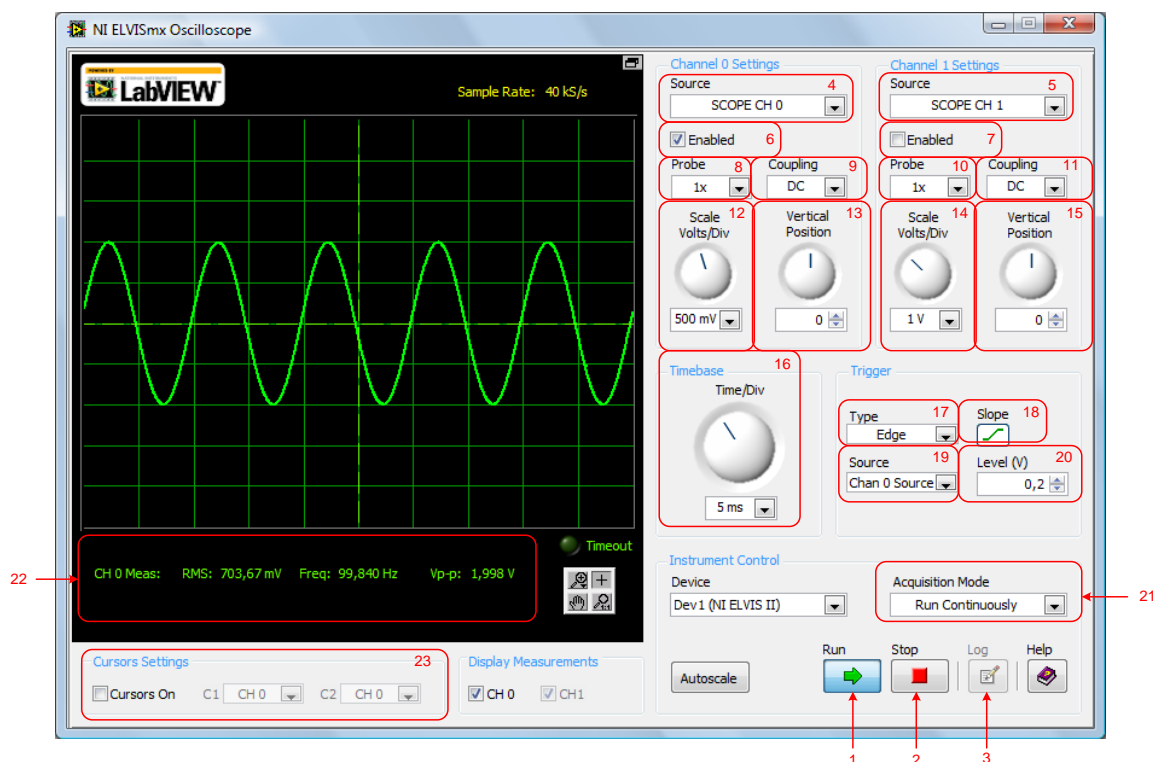 NI ELVISmx Oscilloscope
POWERED BY
NATIONAL INSTRUMENTS
LabVIEW
Sample Rate: 40 kS/s
Channel 0 Settings
Source 4
SCOPE CH 0
Enabled 6
Probe 8
1x
Coupling 9
DC
Scale 12
Volts/Div
500 mV
Vertical 13
Position
0
Channel 1 Settings
Source 5
SCOPE CH 1
Enabled 7
Probe 10
1x
Coupling 11
DC
Scale 14
Volts/Div
1 V
Vertical 15
Position
0
Timebase 16
Time/Div
5 ms
Trigger
Type 17
Edge
Slope 18
Source 19
Chan 0 Source
Level (V) 20
0,2
Timeout
22
CH 0 Meas: RMS: 703,67 mV Freq: 99,840 Hz Vp-p: 1,998 V
1:1
Instrument Control
Device
Dev1 (NI ELVIS II)
Acquisition Mode
Run Continuously
21
Cursors Settings 23
Cursors On C1 CH 0 C2 CH 0
Display Measurements
CH 0 CH1
Autoscale
Run Stop Log Help
1 2 3